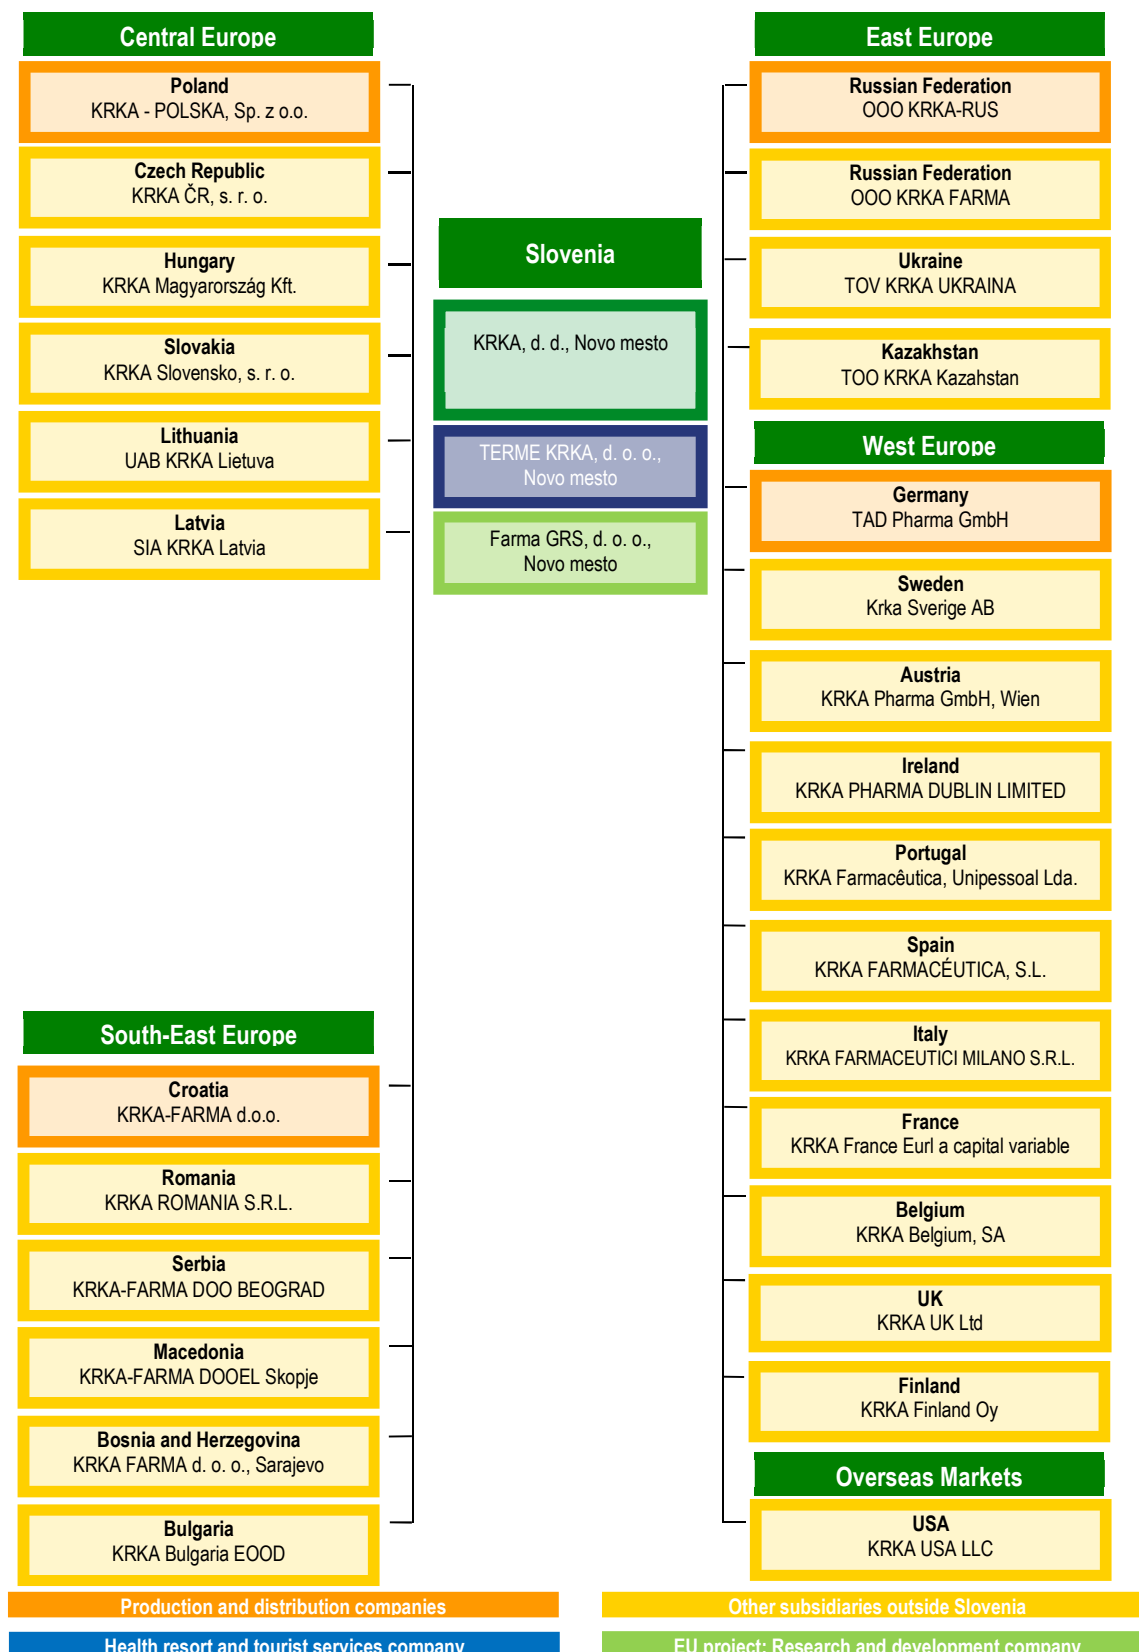 Central Europe
Poland
KRKA - POLSKA, Sp. z o.o.
Czech Republic
KRKA ČR, s. r. o.
Hungary
KRKA Magyarország Kft.
Slovakia
KRKA Slovensko, s. r. o.
Lithuania
UAB KRKA Lietuva
Latvia
SIA KRKA Latvia
South-East Europe
Croatia
KRKA-FARMA d.o.o.
Romania
KRKA ROMANIA S.R.L.
Serbia
KRKA-FARMA DOO BEOGRAD
Macedonia
KRKA-FARMA DOOEL Skopje
Bosnia and Herzegovina
KRKA FARMA d. o. o., Sarajevo
Bulgaria
KRKA Bulgaria EOOD
Slovenia
KRKA, d. d., Novo mesto
TERME KRKA, d. o. o.,
Novo mesto
Farma GRS, d. o. o.,
Novo mesto
East Europe
Russian Federation
OOO KRKA-RUS
Russian Federation
OOO KRKA FARMA
Ukraine
TOV KRKA UKRAINA
Kazakhstan
TOO KRKA Kazahstan
West Europe
Germany
TAD Pharma GmbH
Sweden
Krka Sverige AB
Austria
KRKA Pharma GmbH, Wien
Ireland
KRKA PHARMA DUBLIN LIMITED
Portugal
KRKA Farmacêutica, Unipessoal Lda.
Spain
KRKA FARMACÉUTICA, S.L.
Italy
KRKA FARMACEUTICI MILANO S.R.L.
France
KRKA France Eurl a capital variable
Belgium
KRKA Belgium, SA
UK
KRKA UK Ltd
Finland
KRKA Finland Oy
Overseas Markets
USA
KRKA USA LLC
Production and distribution companies
Other subsidiaries outside Slovenia
Health resort and tourist services company
EU project: Research and development company